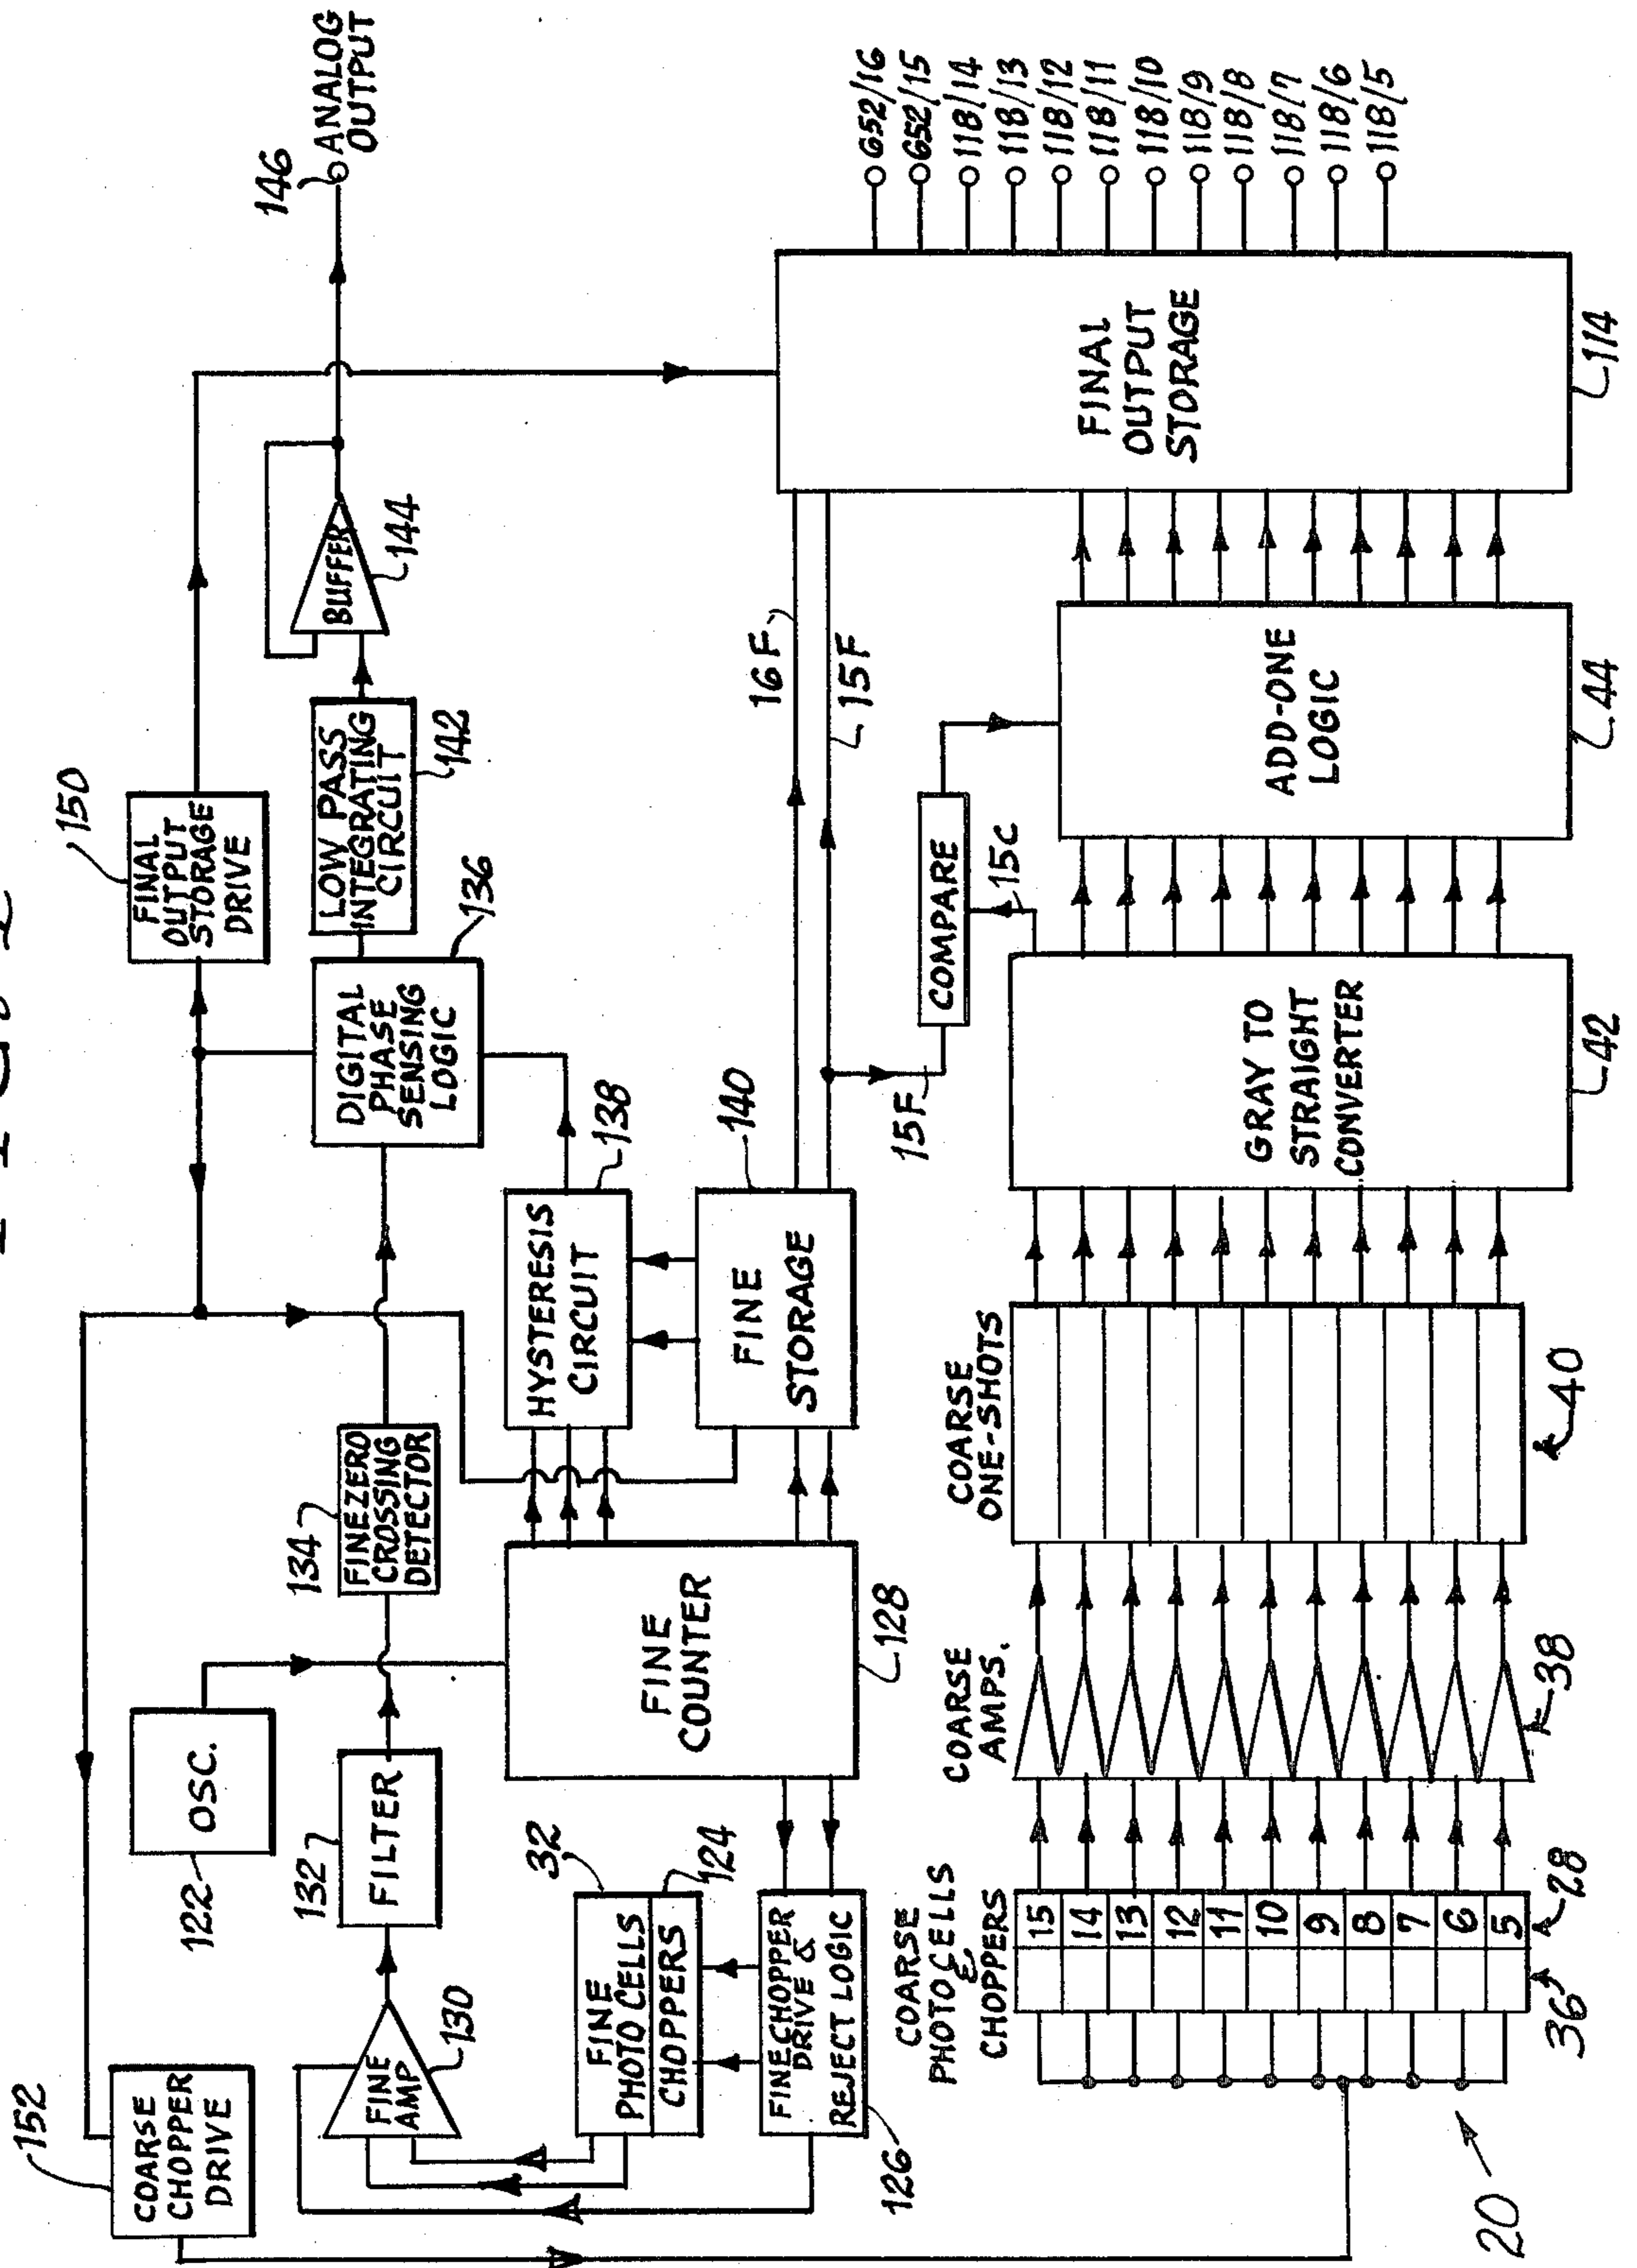 152
COARSE
CHOPPER
DRIVE
122
OSC.
150
FINAL
OUTPUT
STORAGE
DRIVE
146
ANALOG
OUTPUT
FINE
AMP
130
132
FILTER
134
FINE ZERO
CROSSING
DETECTOR
DIGITAL
PHASE
SENSING
LOGIC
136
LOW PASS
INTEGRATING
CIRCUIT
142
BUFFER
144
32
FINE
PHOTO CELLS
CHOPPERS
124
FINE CHOPPER
DRIVE &
REJECT LOGIC
126
FINE
COUNTER
128
HYSTERESIS
CIRCUIT
138
FINE
STORAGE
140
16F
15F
15F
COMPARE
15C
COARSE
PHOTO CELLS
&
CHOPPERS
15
14
13
12
11
10
9
8
7
6
5
36
28
20
COARSE
AMPS.
38
COARSE
ONE-SHOTS
40
GRAY TO
STRAIGHT
CONVERTER
42
ADD-ONE
LOGIC
44
FINAL
OUTPUT
STORAGE
114
G52/16
G52/15
118/14
118/13
118/12
118/11
118/10
118/9
118/8
118/7
118/6
118/5